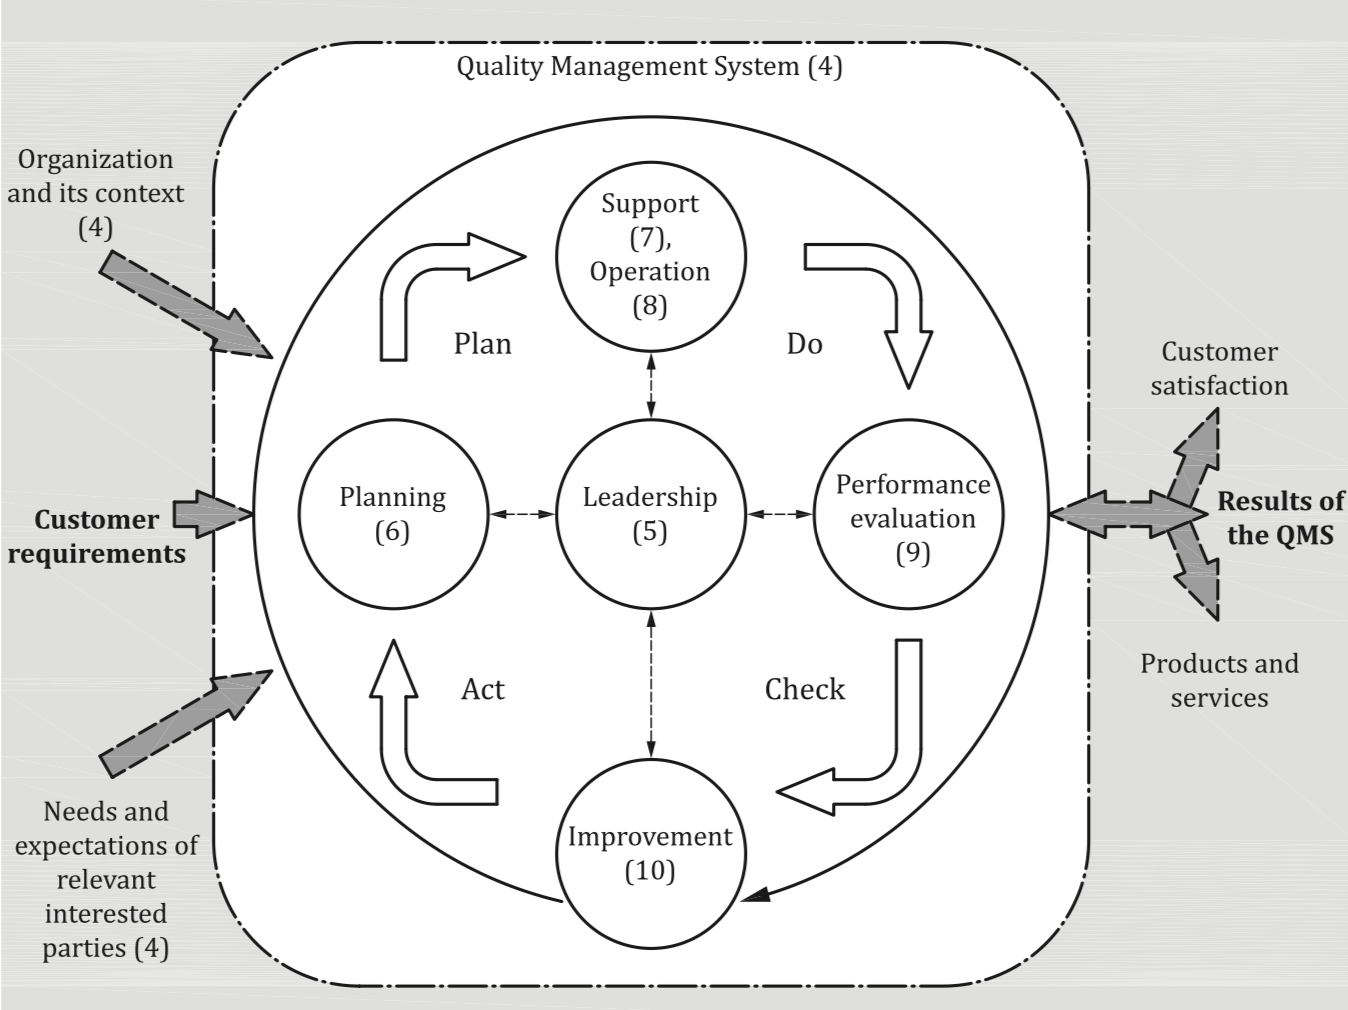 Quality Management System (4)
Organization
and its context
(4)
Support
(7),
Operation
(8)
Plan
Do
Customer
satisfaction
Planning
(6)
Leadership
(5)
Performance
evaluation
(9)
Customer
requirements
Results of
the QMS
Act
Check
Products and
services
Needs and
expectations of
relevant
interested
parties (4)
Improvement
(10)